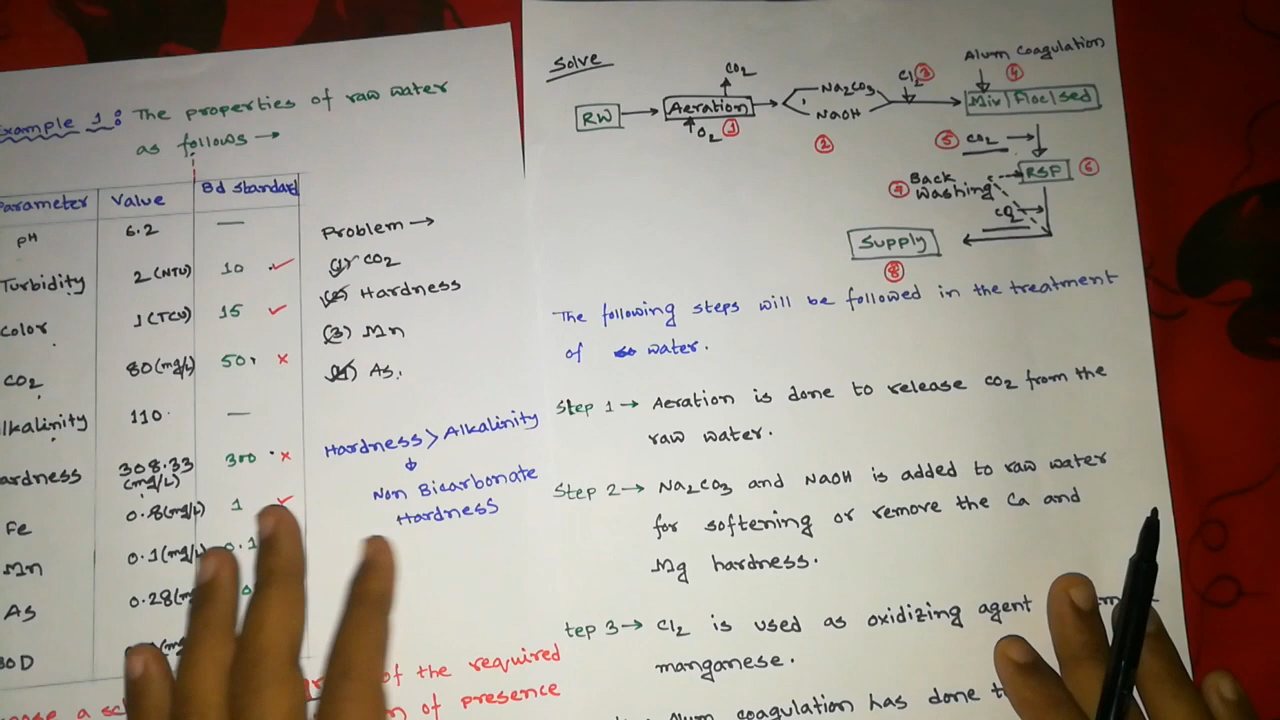 Example 1: The properties of raw water
as follows →
Parameter Value Bd standard
pH 6.2 —
Turbidity 2 (NTU) 10 ✓
Color 1 (TCU) 15 ✓
CO2 80 (mg/L) 50 ×
Alkalinity 110 —
Hardness 308.33 (mg/L) 300 ×
Fe 0.8 (mg/L) 1 ✓
Mn 0.1 (mg/L) 0.1
As 0.28 (m
BOD
Problem →
(1) CO2
(2) Hardness
(3) Mn
(4) As.
Hardness > Alkalinity
↓
Non Bicarbonate
Hardness
of the required
of presence
Solve
RW → Aeration → Na2CO3
NaOH
CO2
O2
1
2
Cl2 3
Alum Coagulation
4
Mix/Floc/Sed
5 CO2 →
RSF 6
7 Back
Washing
Cl2
Supply
8
The following steps will be followed in the treatment
of water.
Step 1 → Aeration is done to release CO2 from the
raw water.
Step 2 → Na2CO3 and NaOH is added to raw water
for softening or remove the Ca and
Mg hardness.
tep 3 → Cl2 is used as oxidizing agent
manganese.
Alum coagulation has done t